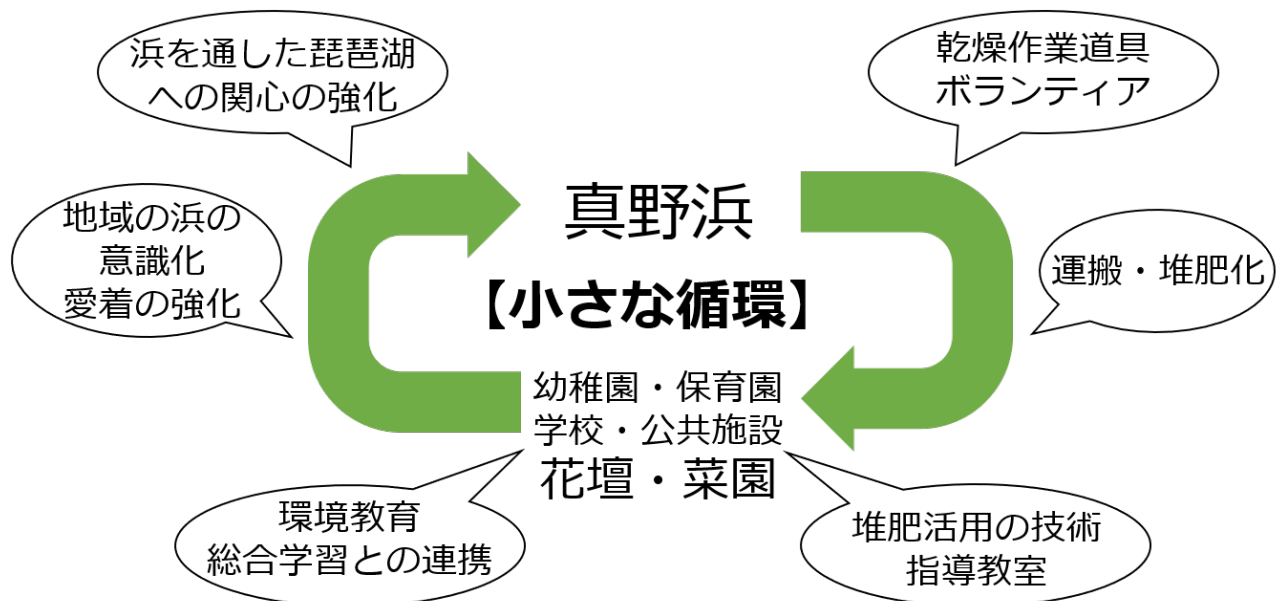 浜を通した琵琶湖
への関心の強化
乾燥作業道具
ボランティア
真野浜
地域の浜の
意識化
愛着の強化
運搬・堆肥化
【小さな循環】
幼稚園・保育園
学校・公共施設
花壇・菜園
環境教育
総合学習との連携
堆肥活用の技術
指導教室